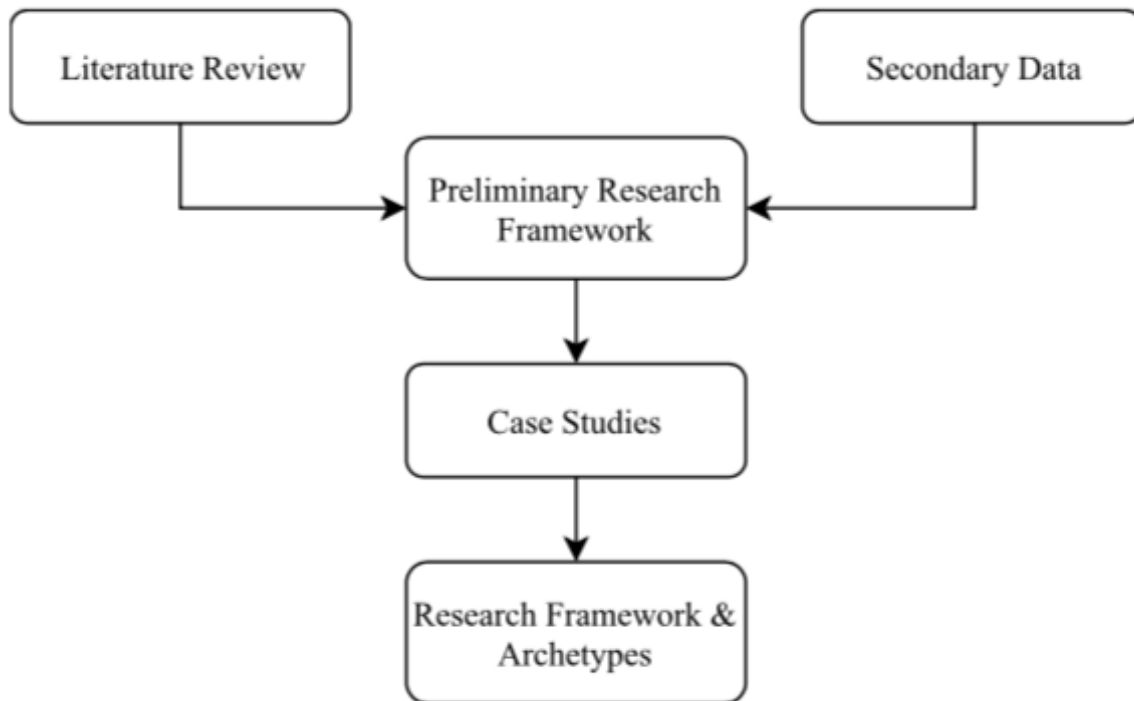 Literature Review
Secondary Data
Preliminary Research
Framework
Case Studies
Research Framework &
Archetypes